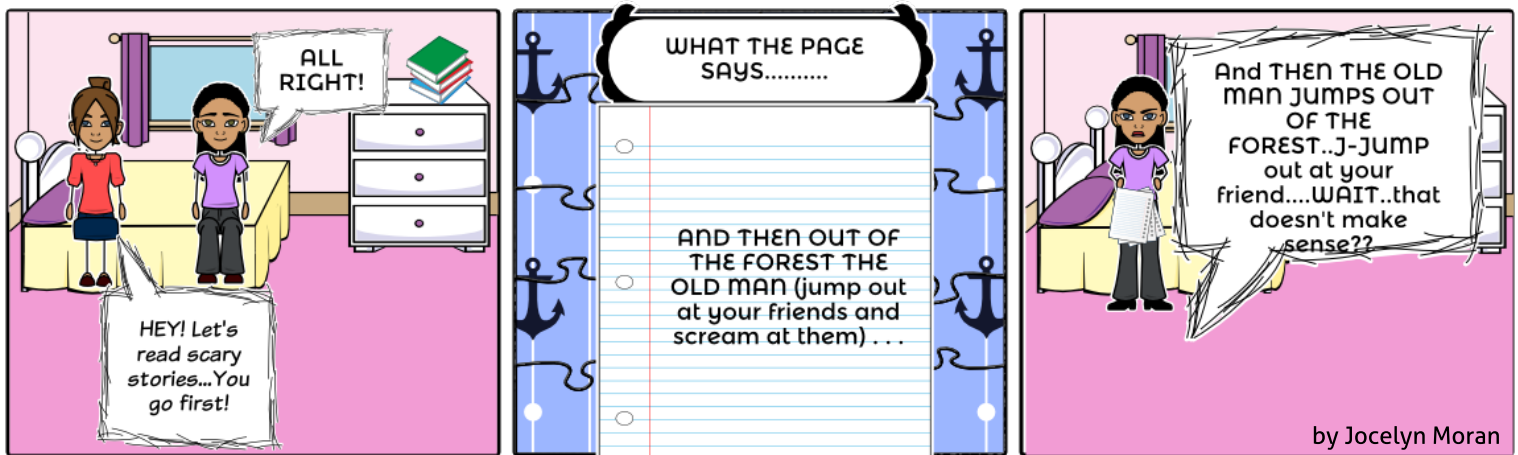 ALL
RIGHT!
HEY! Let's
read scary
stories...You
go first!
WHAT THE PAGE
SAYS..........
AND THEN OUT OF
THE FOREST THE
OLD MAN (jump out
at your friends and
scream at them) . . .
And THEN THE OLD
MAN JUMPS OUT
OF THE
FOREST..J-JUMP
out at your
friend....WAIT..that
doesn't make
sense??
by Jocelyn Moran